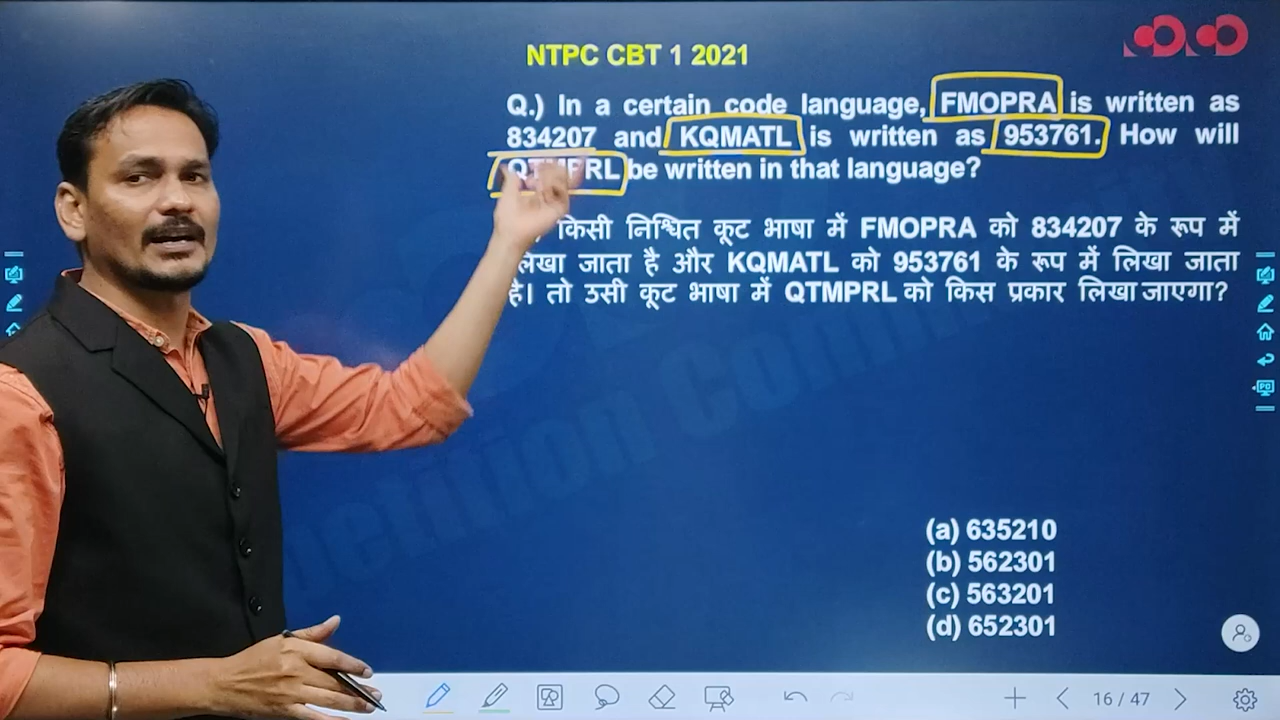 NTPC CBT 1 2021
Q.) In a certain code language, FMOPRA is written as
834207 and KQMATL is written as 953761. How will
QTMPRL be written in that language?
किसी निश्चित कूट भाषा में FMOPRA को 834207 के रूप में
लिखा जाता है और KQMATL को 953761 के रूप में लिखा जाता
है। तो उसी कूट भाषा में QTMPRL को किस प्रकार लिखा जाएगा?
(a) 635210
(b) 562301
(c) 563201
(d) 652301
16 / 47